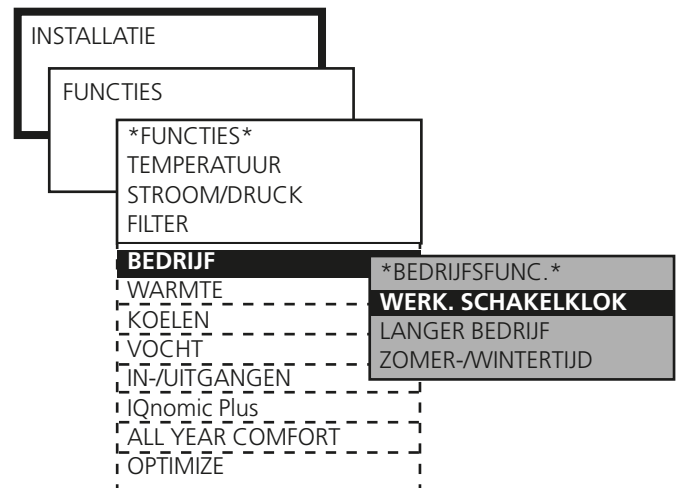 INSTALLATIE
FUNCTIES
*FUNCTIES*
TEMPERATUUR
STROOM/DRUCK
FILTER
BEDRIJF
WARMTE
KOELEN
VOCHT
IN-/UITGANGEN
IQnomic Plus
ALL YEAR COMFORT
OPTIMIZE
*BEDRIJFSFUNC.*
WERK. SCHAKELKLOK
LANGER BEDRIJF
ZOMER-/WINTERTIJD